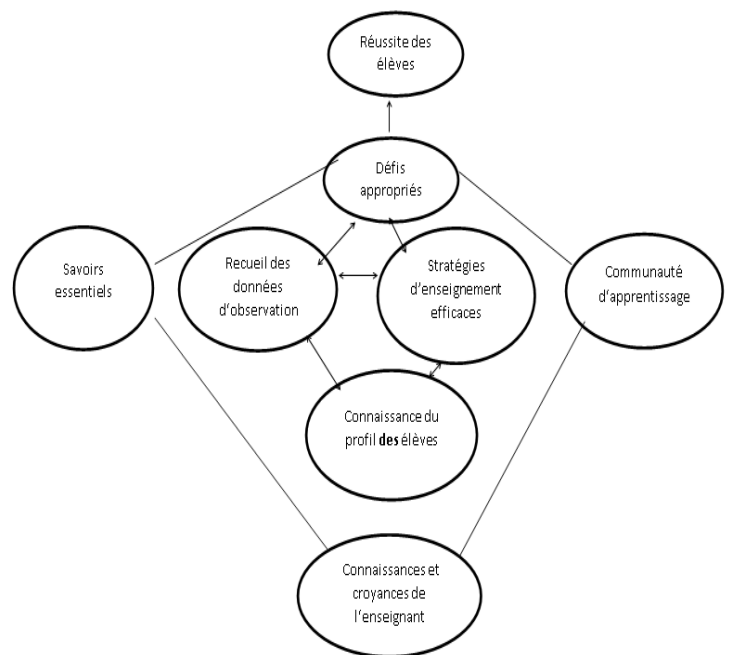 Réussite des
élèves
Défis
appropriés
Savoirs
essentiels
Recueil des
données
d'observation
Stratégies
d'enseignement
efficaces
Communauté
d'apprentissage
Connaissance du
profil des élèves
Connaissances et
croyances de
l'enseignant